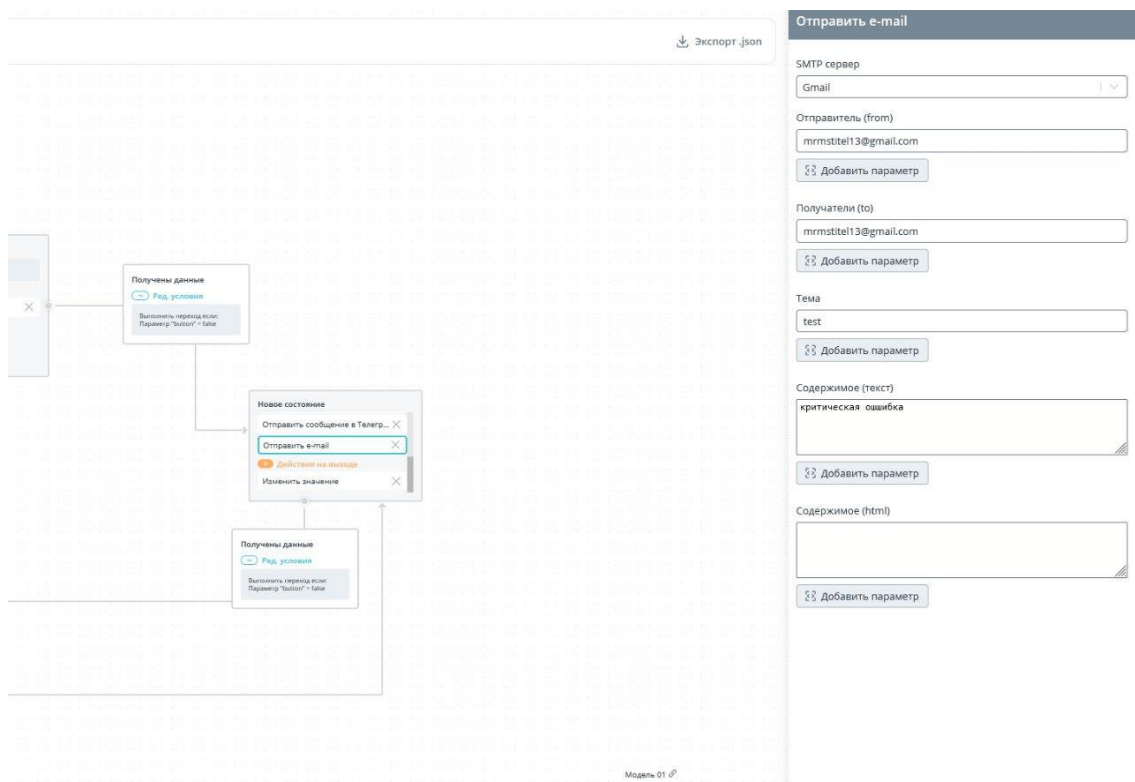 Экспорт .json
Получены данные
Ред. условия
Выполнить переход если:
Параметр "button" = false
Новое состояние
Отправить сообщение в Телегр...
Отправить e-mail
Действия на выходе
Изменить значение
Получены данные
Ред. условия
Выполнить переход если:
Параметр "button" = false
Модель 01
Отправить e-mail
SMTP сервер
Gmail
Отправитель (from)
mrmstitel13@gmail.com
Добавить параметр
Получатели (to)
mrmstitel13@gmail.com
Добавить параметр
Тема
test
Добавить параметр
Содержимое (текст)
критическая ошшибка
Добавить параметр
Содержимое (html)
Добавить параметр